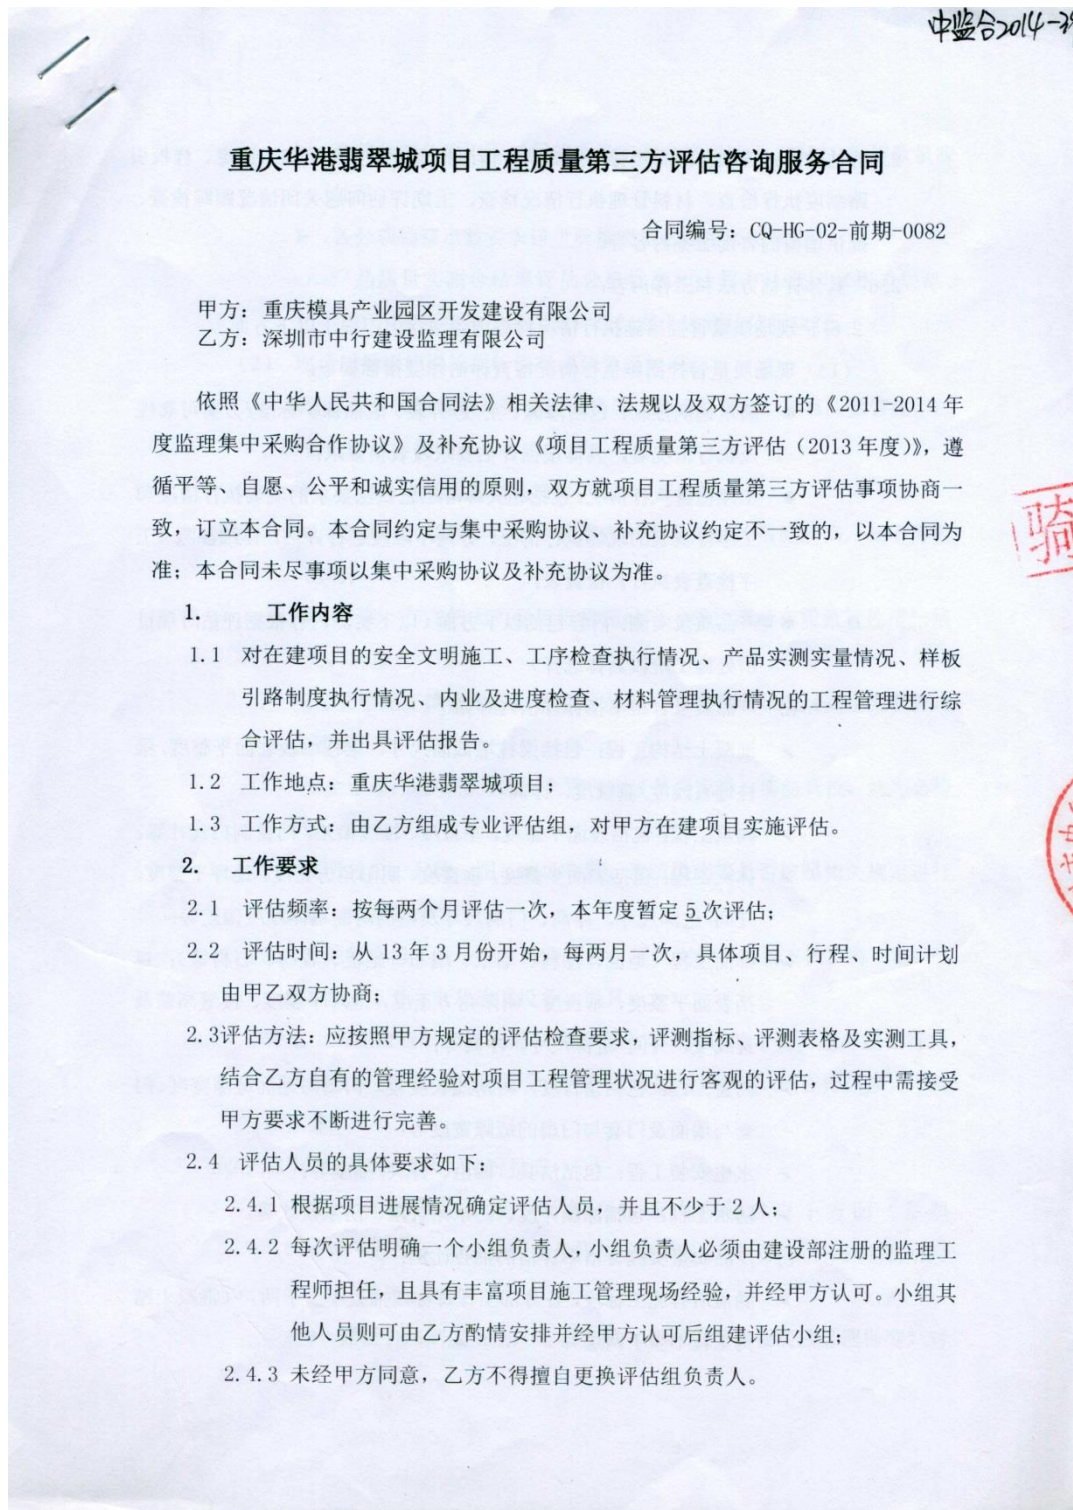 中监合2014-
重庆华港翡翠城项目工程质量第三方评估咨询服务合同
合同编号：CQ-HG-02-前期-0082
甲方：重庆模具产业园区开发建设有限公司
乙方：深圳市中行建设监理有限公司
依照《中华人民共和国合同法》相关法律、法规以及双方签订的《2011-2014 年
度监理集中采购合作协议》及补充协议《项目工程质量第三方评估（2013 年度）》，遵
循平等、自愿、公平和诚实信用的原则，双方就项目工程质量第三方评估事项协商一
致，订立本合同。本合同约定与集中采购协议、补充协议约定不一致的，以本合同为
准；本合同未尽事项以集中采购协议及补充协议为准。
骑
1. 工作内容
1.1 对在建项目的安全文明施工、工序检查执行情况、产品实测实量情况、样板
引路制度执行情况、内业及进度检查、材料管理执行情况的工程管理进行综
合评估，并出具评估报告。
1.2 工作地点：重庆华港翡翠城项目；
1.3 工作方式：由乙方组成专业评估组，对甲方在建项目实施评估。
2. 工作要求
2.1 评估频率：按每两个月评估一次，本年度暂定 5 次评估；
2.2 评估时间：从 13 年 3 月份开始，每两月一次，具体项目、行程、时间计划
由甲乙双方协商；
2.3评估方法：应按照甲方规定的评估检查要求，评测指标、评测表格及实测工具，
结合乙方自有的管理经验对项目工程管理状况进行客观的评估，过程中需接受
甲方要求不断进行完善。
2.4 评估人员的具体要求如下：
2.4.1 根据项目进展情况确定评估人员，并且不少于 2 人；
2.4.2 每次评估明确一个小组负责人，小组负责人必须由建设部注册的监理工
程师担任，且具有丰富项目施工管理现场经验，并经甲方认可。小组其
他人员则可由乙方酌情安排并经甲方认可后组建评估小组；
2.4.3 未经甲方同意，乙方不得擅自更换评估组负责人。